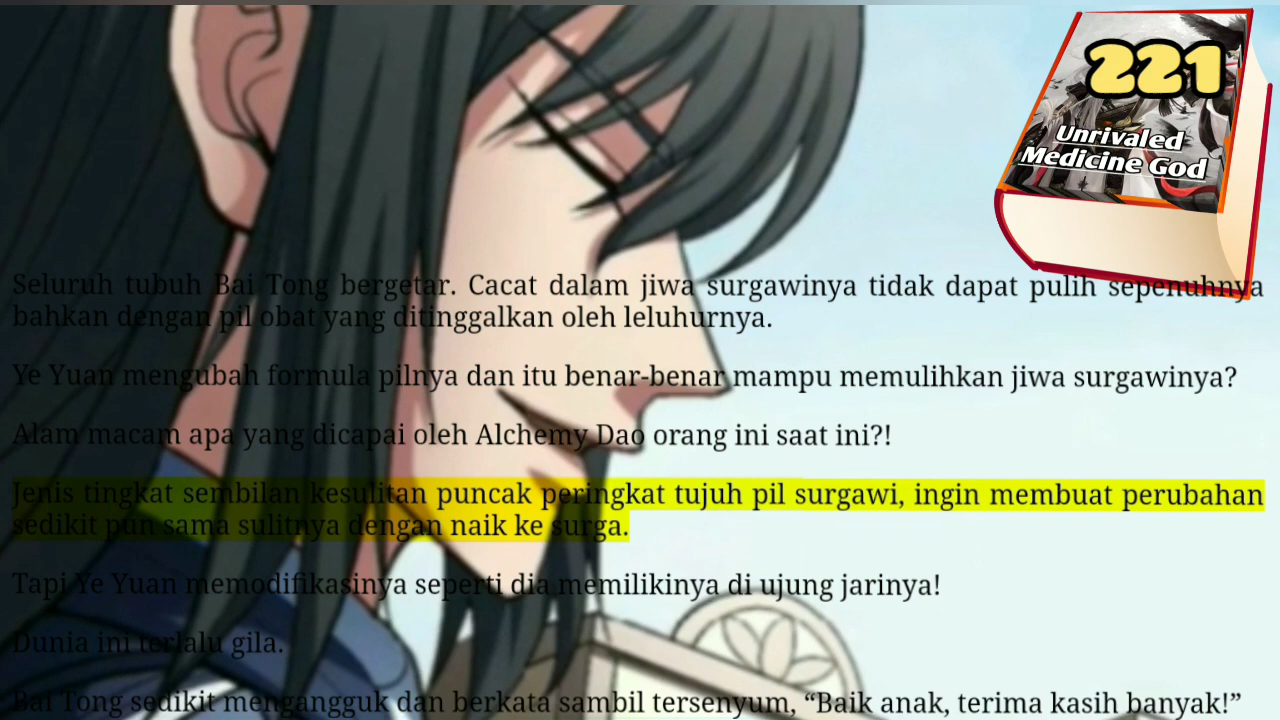 221
Unrivaled
Medicine God
Seluruh tubuh Bai Tong bergetar. Cacat dalam jiwa surgawinya tidak dapat pulih sepenuhnya
bahkan dengan pil obat yang ditinggalkan oleh leluhurnya.
Ye Yuan mengubah formula pilnya dan itu benar-benar mampu memulihkan jiwa surgawinya?
Alam macam apa yang dicapai oleh Alchemy Dao orang ini saat ini?!
Jenis tingkat sembilan kesulitan puncak peringkat tujuh pil surgawi, ingin membuat perubahan
sedikit pun sama sulitnya dengan naik ke surga.
Tapi Ye Yuan memodifikasinya seperti dia memilikinya di ujung jarinya!
Dunia ini terlalu gila.
Bai Tong sedikit mengangguk dan berkata sambil tersenyum, “Baik anak, terima kasih banyak!”